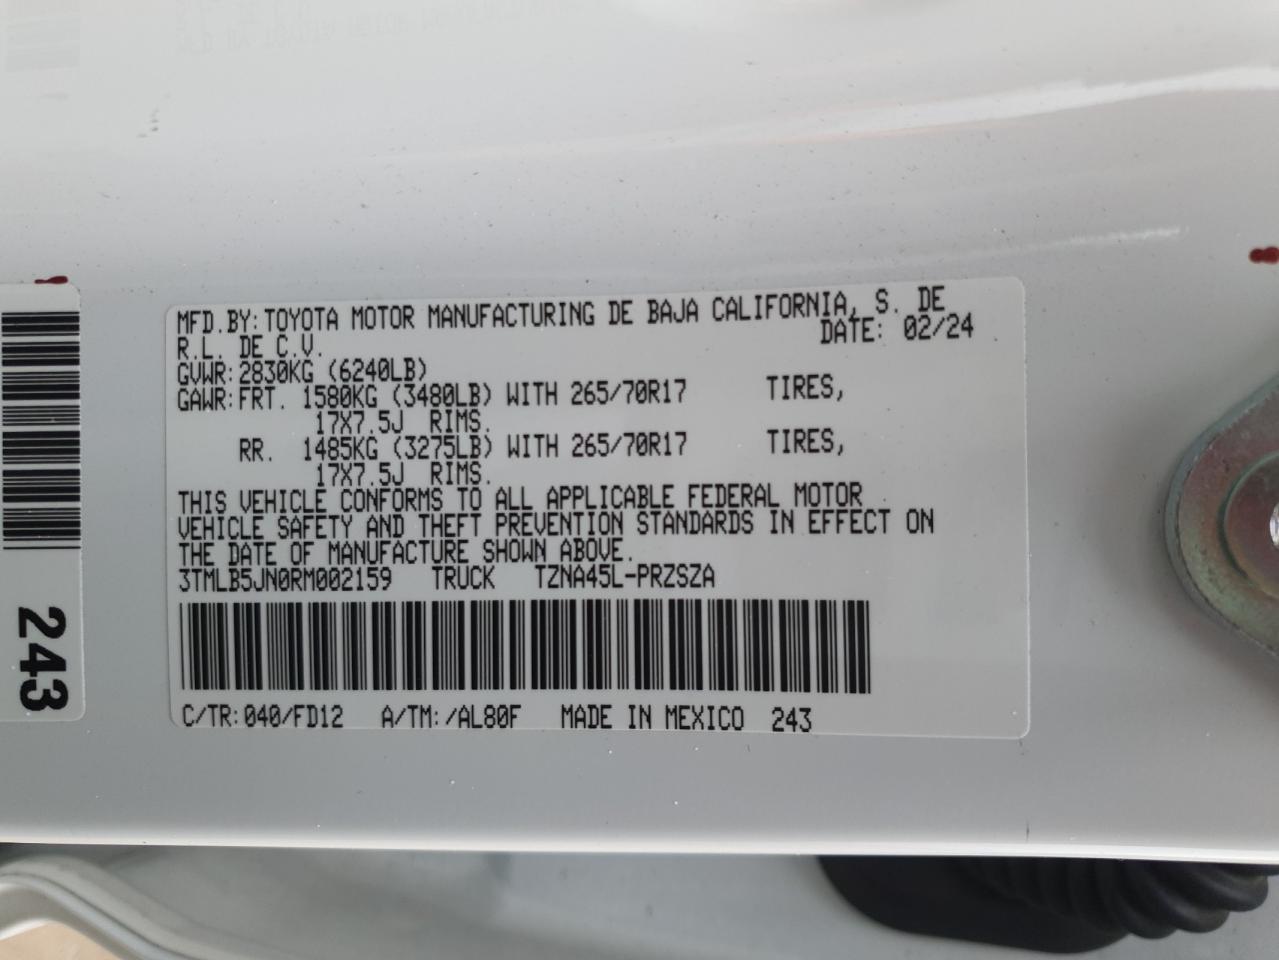 MFD.BY:TOYOTA MOTOR MANUFACTURING DE BAJA CALIFORNIA, S. DE
R.L. DE C.V. DATE: 02/24
GVWR:2830KG (6240LB)
GAWR:FRT. 1580KG (3480LB) WITH 265/70R17 TIRES,
17X7.5J RIMS.
RR. 1485KG (3275LB) WITH 265/70R17 TIRES,
17X7.5J RIMS.
THIS VEHICLE CONFORMS TO ALL APPLICABLE FEDERAL MOTOR
VEHICLE SAFETY AND THEFT PREVENTION STANDARDS IN EFFECT ON
THE DATE OF MANUFACTURE SHOWN ABOVE.
3TMLB5JN0RM002159 TRUCK TZNA45L-PRZSZA
C/TR:040/FD12 A/TM:/AL80F MADE IN MEXICO 243
243